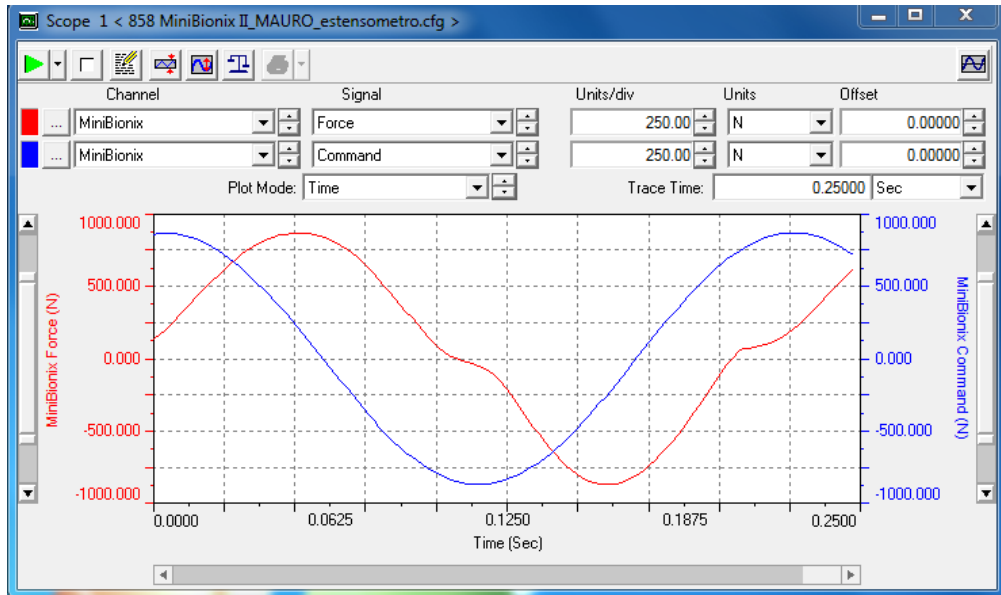 Scope 1 < 858 MiniBionix II_MAURO_estensometro.cfg >
Channel Signal Units/div Units Offset
... MiniBionix Force 250.00 N 0.00000
... MiniBionix Command 250.00 N 0.00000
Plot Mode: Time Trace Time: 0.25000 Sec
1000.000 1000.000
500.000 500.000
0.000 0.000
-500.000 -500.000
-1000.000 -1000.000
MiniBionix Force (N)
MiniBionix Command (N)
0.0000 0.0625 0.1250 0.1875 0.2500
Time (Sec)